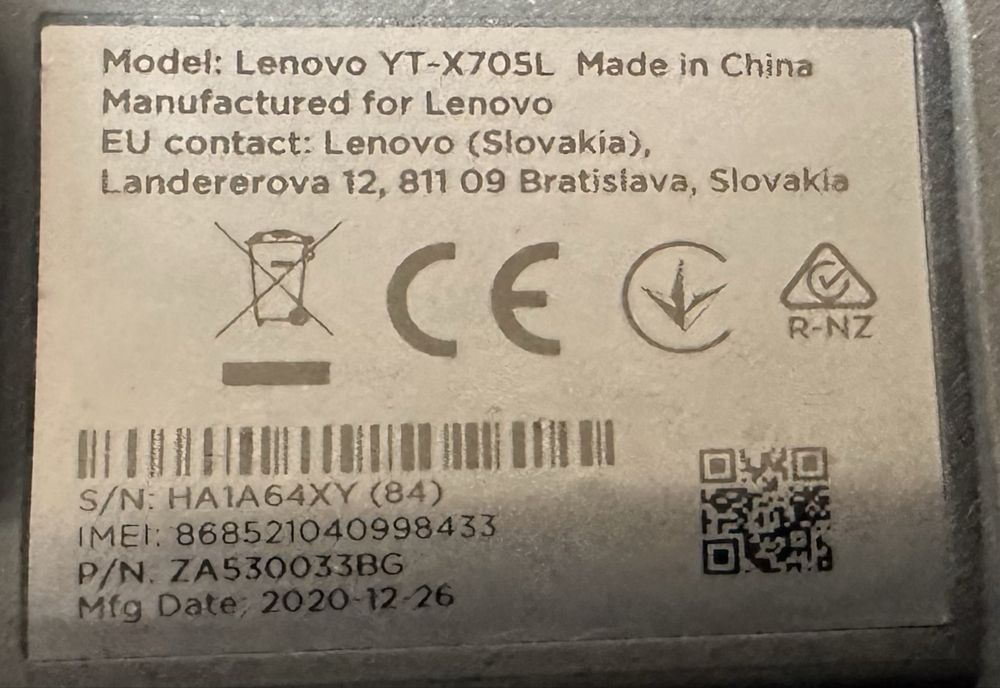 Model: Lenovo YT-X705L Made in China
Manufactured for Lenovo
EU contact: Lenovo (Slovakia),
Landererova 12, 811 09 Bratislava, Slovakia
CE
R-NZ
S/N: HA1A64XY (84)
IMEI: 868521040998433
P/N: ZA530033BG
Mfg Date: 2020-12-26